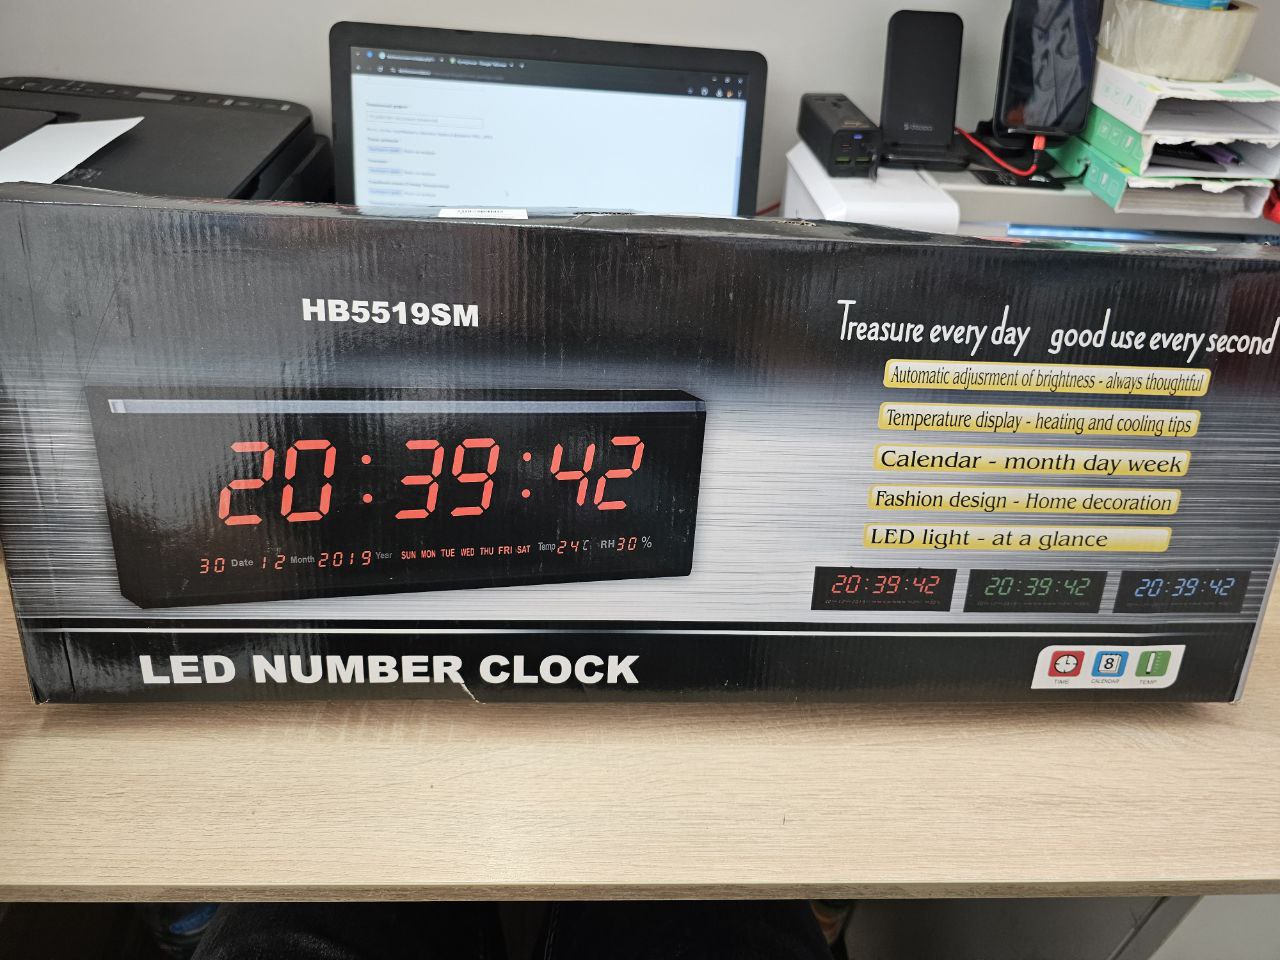 HB5519SM
Treasure every day good use every second
Automatic adjusrment of brightness - always thoughtful
Temperature display - heating and cooling tips
Calendar - month day week
Fashion design - Home decoration
LED light - at a glance
20:39:42
30 Date 12 Month 2019 Year SUN MON TUE WED THU FRI SAT Temp 24C RH 30 %
20:39:42 20:39:42 20:39:42
LED NUMBER CLOCK
8
TIME CALENDAR TEMP